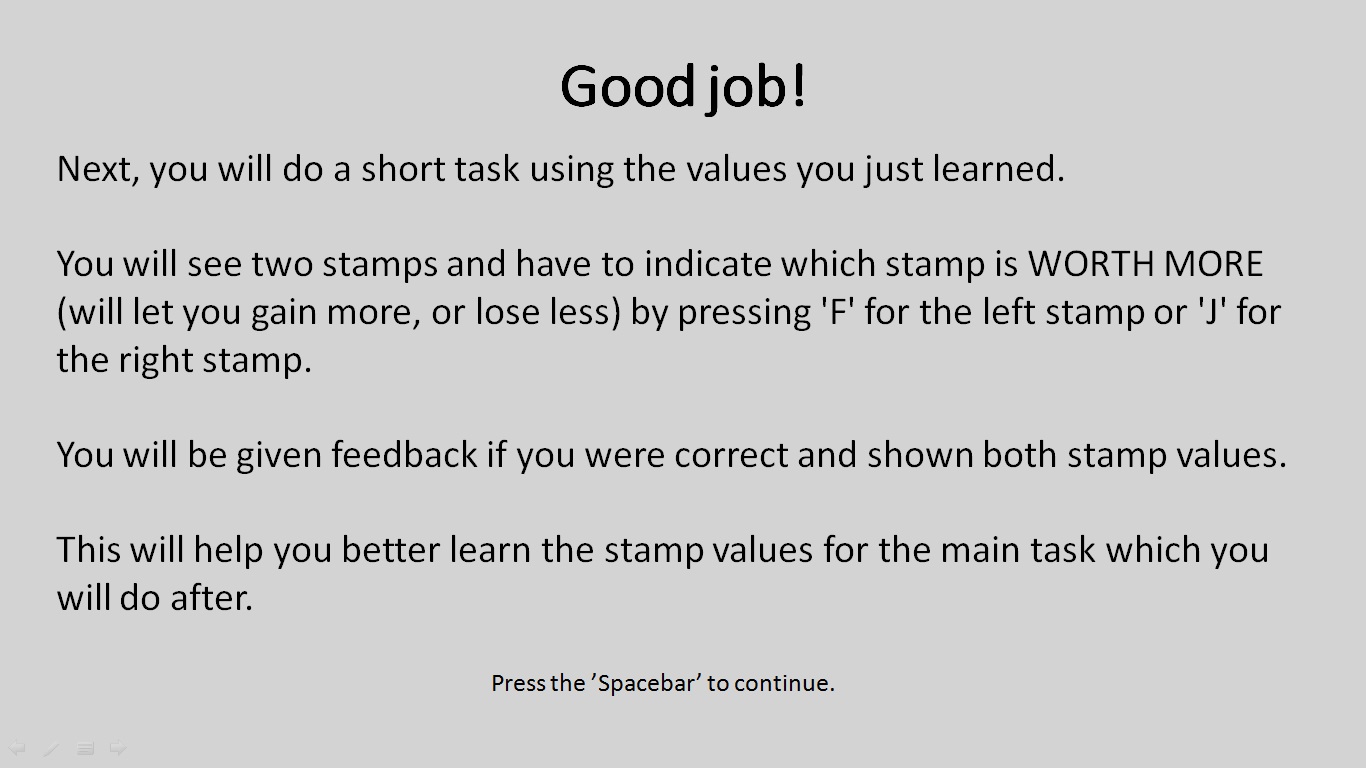 Good job!
Next, you will do a short task using the values you just learned.
You will see two stamps and have to indicate which stamp is WORTH MORE
(will let you gain more, or lose less) by pressing 'F' for the left stamp or 'J' for
the right stamp.
You will be given feedback if you were correct and shown both stamp values.
This will help you better learn the stamp values for the main task which you
will do after.
Press the ’Spacebar’ to continue.